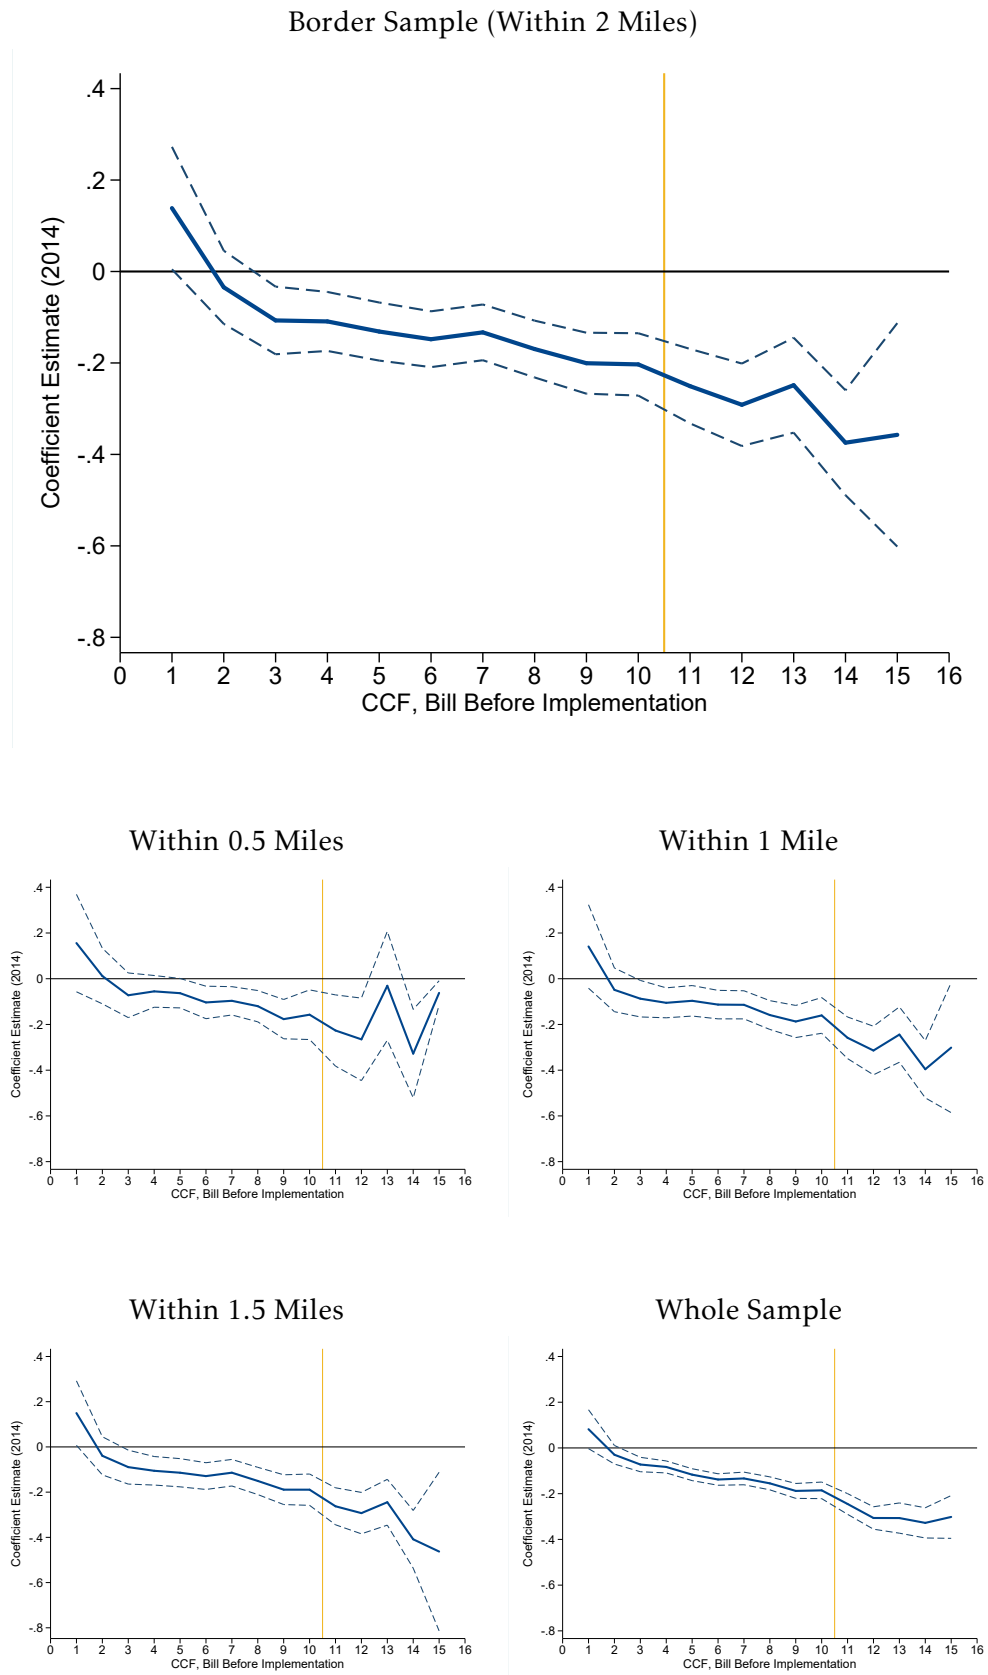 Border Sample (Within 2 Miles)
Coefficient Estimate (2014)
.4
.2
0
-.2
-.4
-.6
-.8
0 1 2 3 4 5 6 7 8 9 10 11 12 13 14 15 16
CCF, Bill Before Implementation
Within 0.5 Miles
Coefficient Estimate (2014)
.4
.2
0
-.2
-.4
-.6
-.8
0 1 2 3 4 5 6 7 8 9 10 11 12 13 14 15 16
CCF, Bill Before Implementation
Within 1 Mile
Coefficient Estimate (2014)
.4
.2
0
-.2
-.4
-.6
-.8
0 1 2 3 4 5 6 7 8 9 10 11 12 13 14 15 16
CCF, Bill Before Implementation
Within 1.5 Miles
Coefficient Estimate (2014)
.4
.2
0
-.2
-.4
-.6
-.8
0 1 2 3 4 5 6 7 8 9 10 11 12 13 14 15 16
CCF, Bill Before Implementation
Whole Sample
Coefficient Estimate (2014)
.4
.2
0
-.2
-.4
-.6
-.8
0 1 2 3 4 5 6 7 8 9 10 11 12 13 14 15 16
CCF, Bill Before Implementation